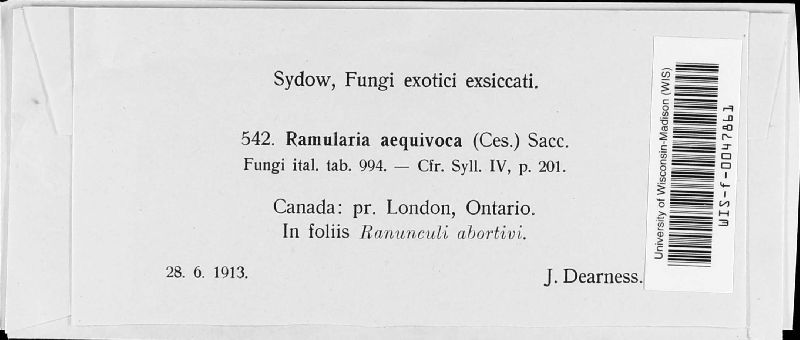 Sydow, Fungi exotici exsiccati.
542. Ramularia aequivoca (Ces.) Sacc.
Fungi ital. tab. 994. — Cfr. Syll. IV, p. 201.
Canada: pr. London, Ontario.
In foliis Ranunculi abortivi.
28. 6. 1913.
J. Dearness.
University of Wisconsin-Madison (WIS)
WIS-f-0047861